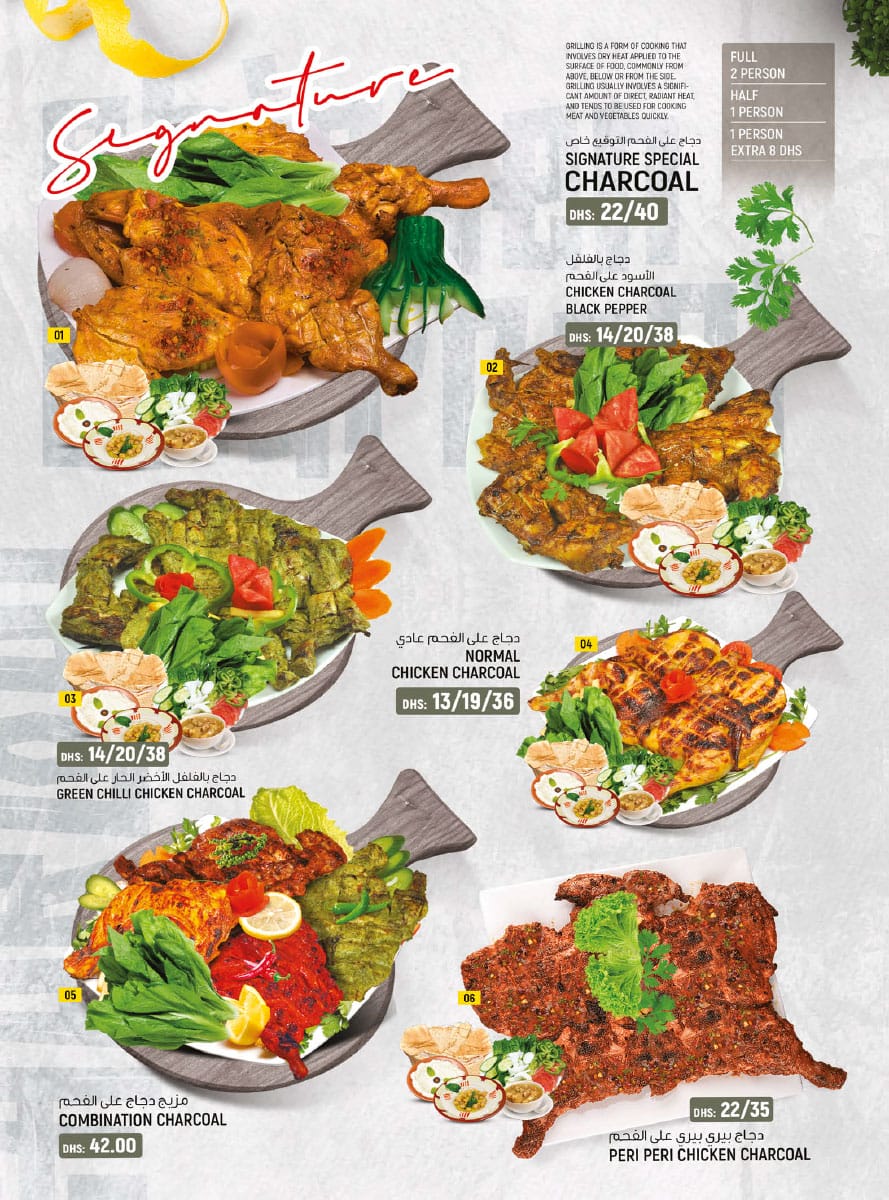 Signature
GRILLING IS A FORM OF COOKING THAT
INVOLVES DRY HEAT APPLIED TO THE
SURFACE OF FOOD, COMMONLY FROM
ABOVE, BELOW OR FROM THE SIDE.
GRILLING USUALLY INVOLVES A SIGNIFI-
CANT AMOUNT OF DIRECT, RADIANT HEAT,
AND TENDS TO BE USED FOR COOKING
MEAT AND VEGETABLES QUICKLY.
FULL
2 PERSON
HALF
1 PERSON
1 PERSON
EXTRA 8 DHS
دجاج على الفحم التوقيع خاص
SIGNATURE SPECIAL
CHARCOAL
DHS: 22/40
01
دجاج بالفلفل
الأسود على الفحم
CHICKEN CHARCOAL
BLACK PEPPER
DHS: 14/20/38
02
03
DHS: 14/20/38
دجاج بالفلفل الأخضر الحار على الفحم
GREEN CHILLI CHICKEN CHARCOAL
دجاج على الفحم عادي
NORMAL
CHICKEN CHARCOAL
DHS: 13/19/36
04
05
مزيج دجاج على الفحم
COMBINATION CHARCOAL
DHS: 42.00
06
DHS: 22/35
دجاج بيري بيري على الفحم
PERI PERI CHICKEN CHARCOAL